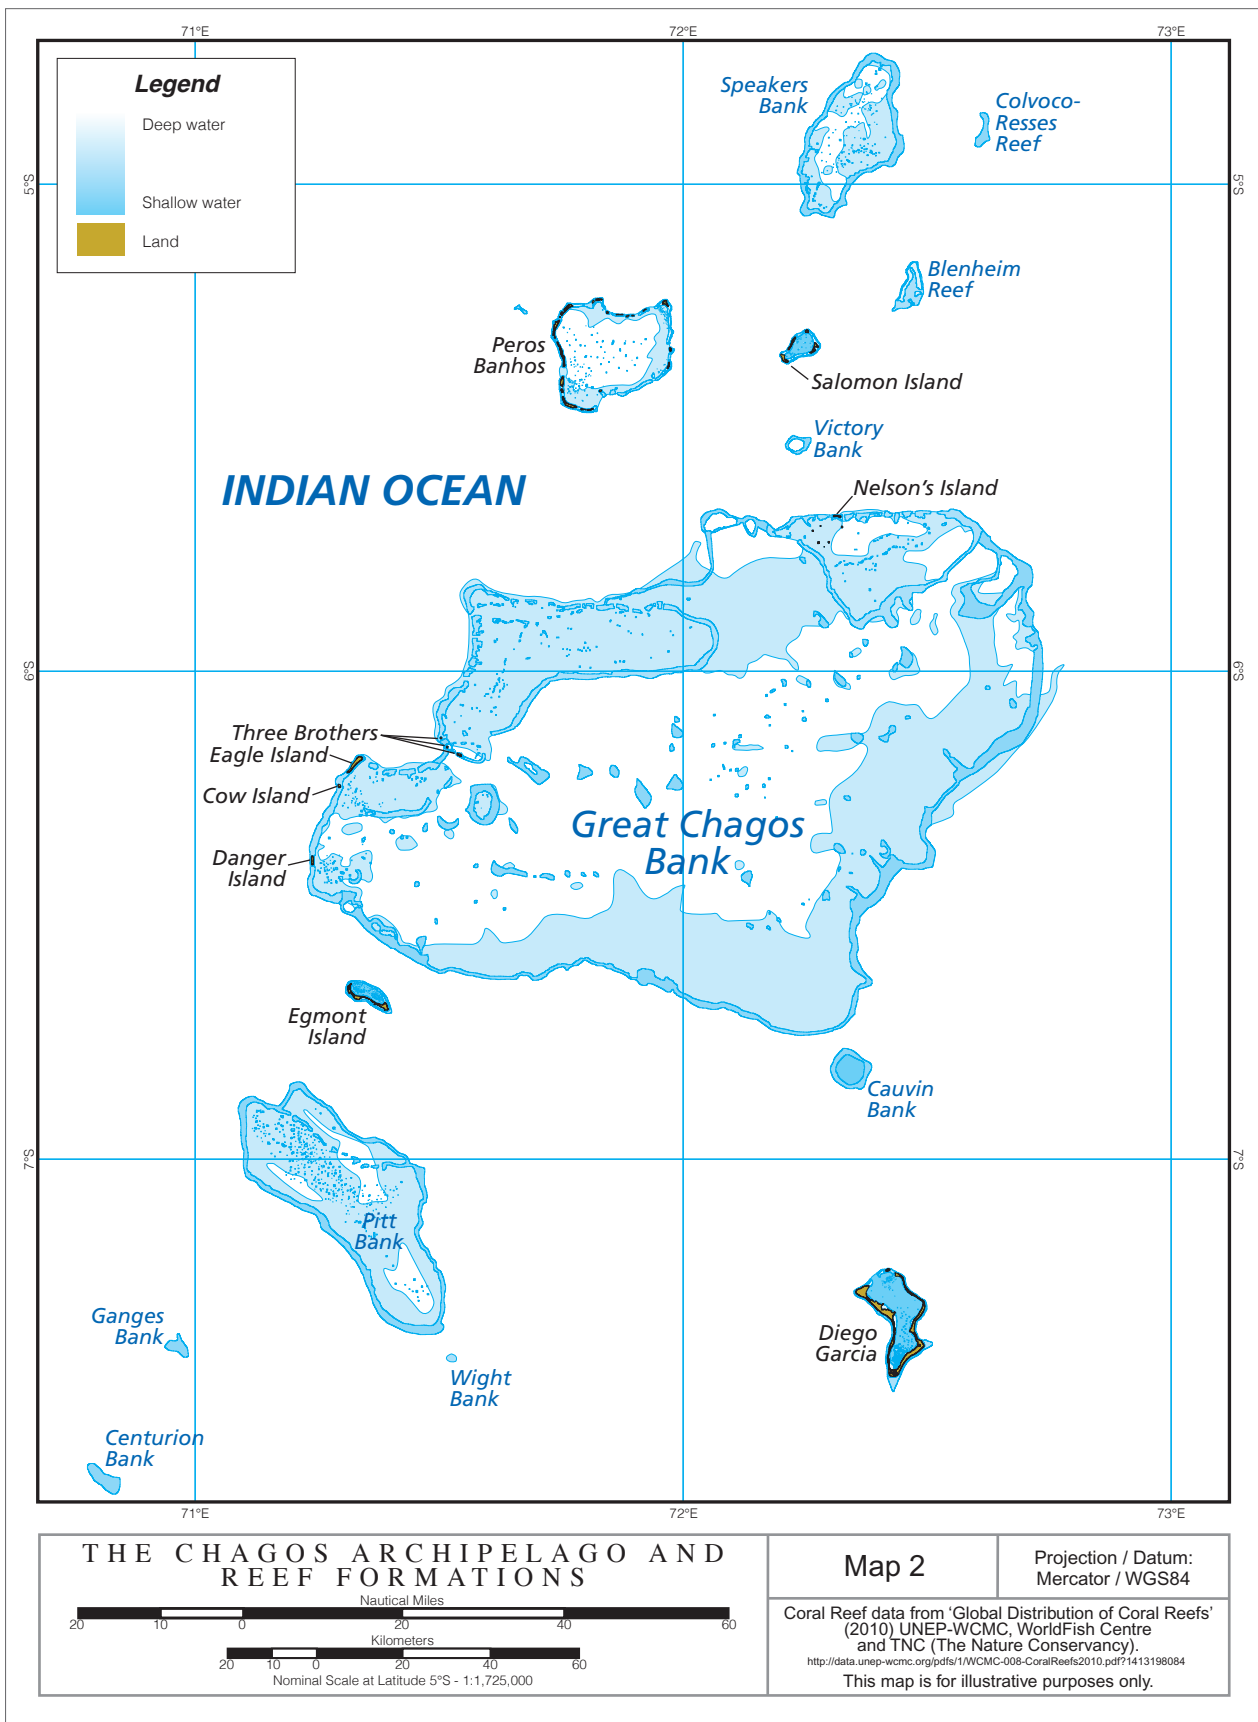 71°E
72°E
73°E
Legend
Deep water
Shallow water
Land
Speakers
Bank
Colvoco-
Resses
Reef
5°S
5°S
Blenheim
Reef
Peros
Banhos
Salomon Island
Victory
Bank
INDIAN OCEAN
Nelson's Island
6°S
6°S
Three Brothers
Eagle Island
Cow Island
Great Chagos
Bank
Danger
Island
Egmont
Island
Cauvin
Bank
7°S
7°S
Pitt
Bank
Ganges
Bank
Diego
Garcia
Wight
Bank
Centurion
Bank
71°E
72°E
73°E
THE CHAGOS ARCHIPELAGO AND
REEF FORMATIONS
Nautical Miles
20 10 0 20 40 60
Kilometers
20 10 0 20 40 60
Nominal Scale at Latitude 5°S - 1:1,725,000
Map 2
Projection / Datum:
Mercator / WGS84
Coral Reef data from 'Global Distribution of Coral Reefs'
(2010) UNEP-WCMC, WorldFish Centre
and TNC (The Nature Conservancy).
http://data.unep-wcmc.org/pdfs/1/WCMC-008-CoralReefs2010.pdf?1413198084
This map is for illustrative purposes only.